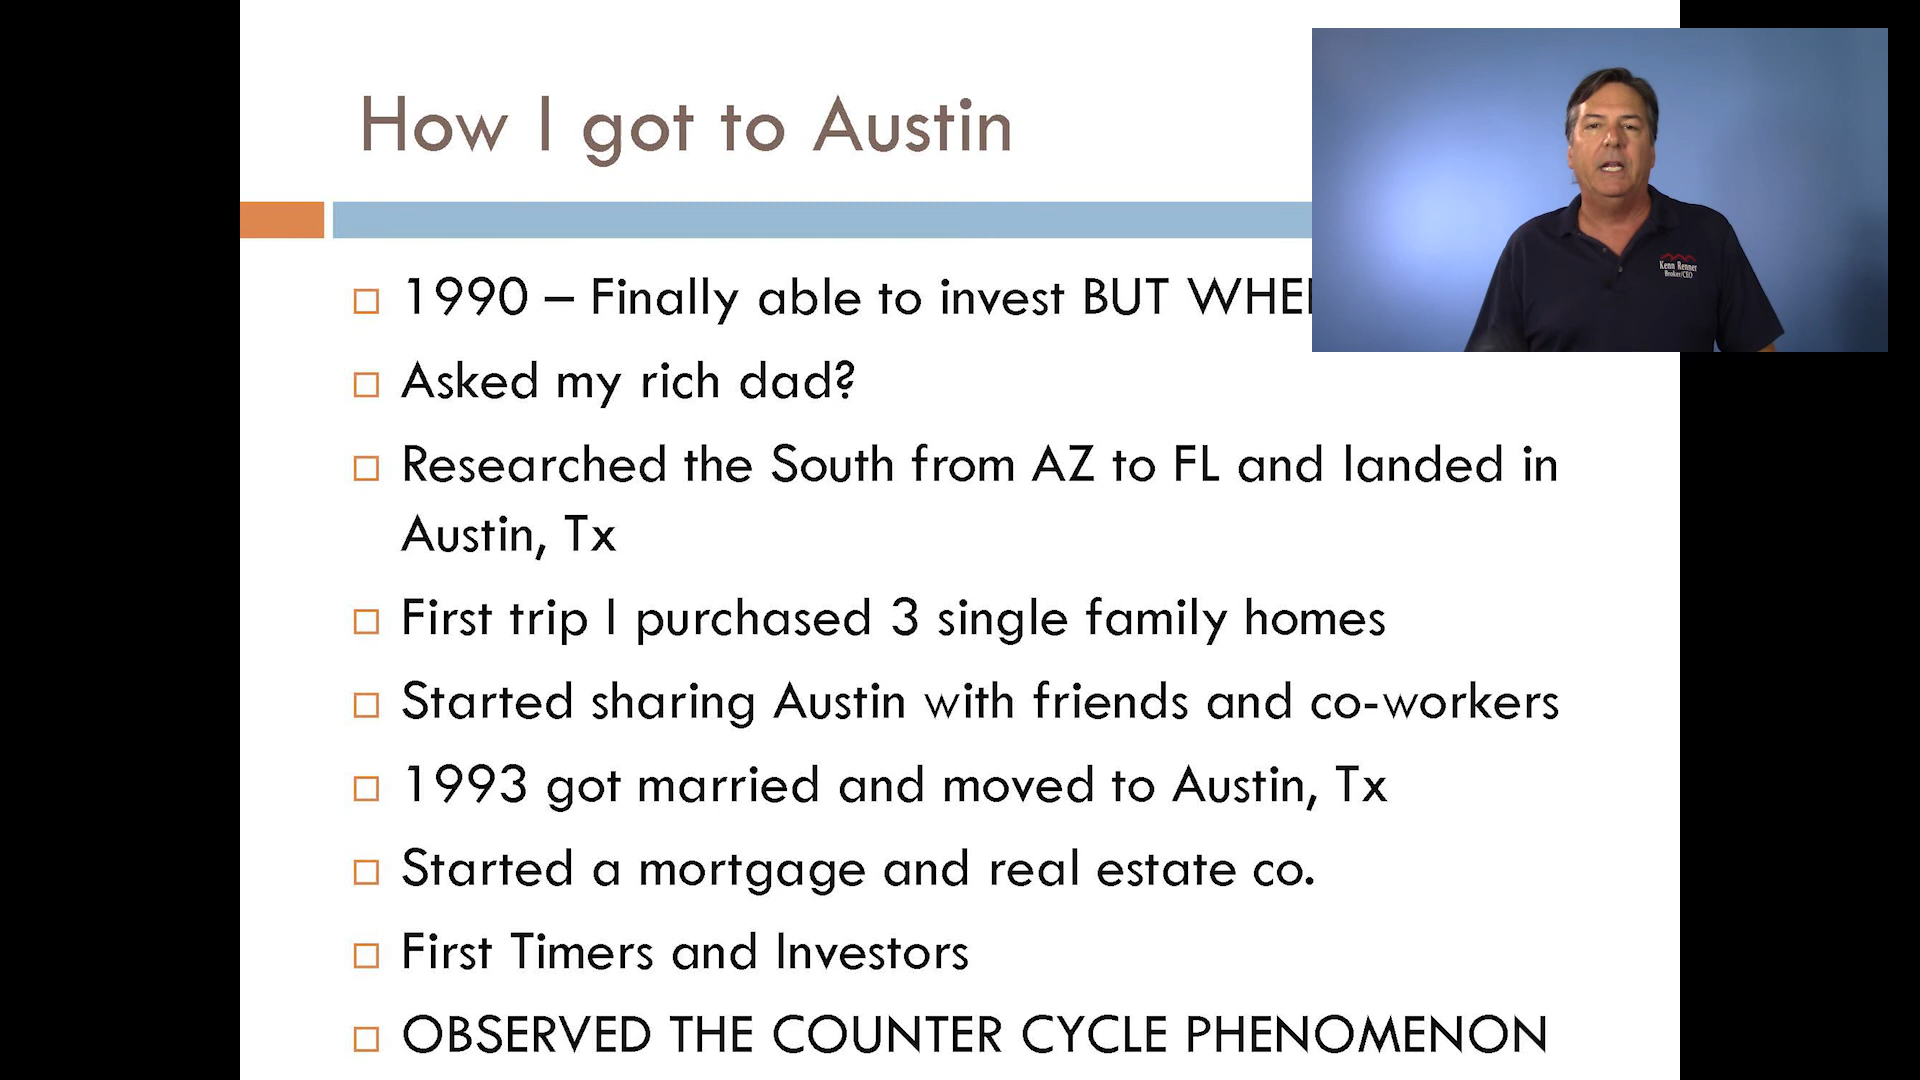 How I got to Austin
1990 – Finally able to invest BUT
Asked my rich dad?
Researched the South from AZ to FL and landed in
Austin, Tx
First trip I purchased 3 single family homes
Started sharing Austin with friends and co-workers
1993 got married and moved to Austin, Tx
Started a mortgage and real estate co.
First Timers and Investors
OBSERVED THE COUNTER CYCLE PHENOMENON
Kenn Renner
Broker/CEO